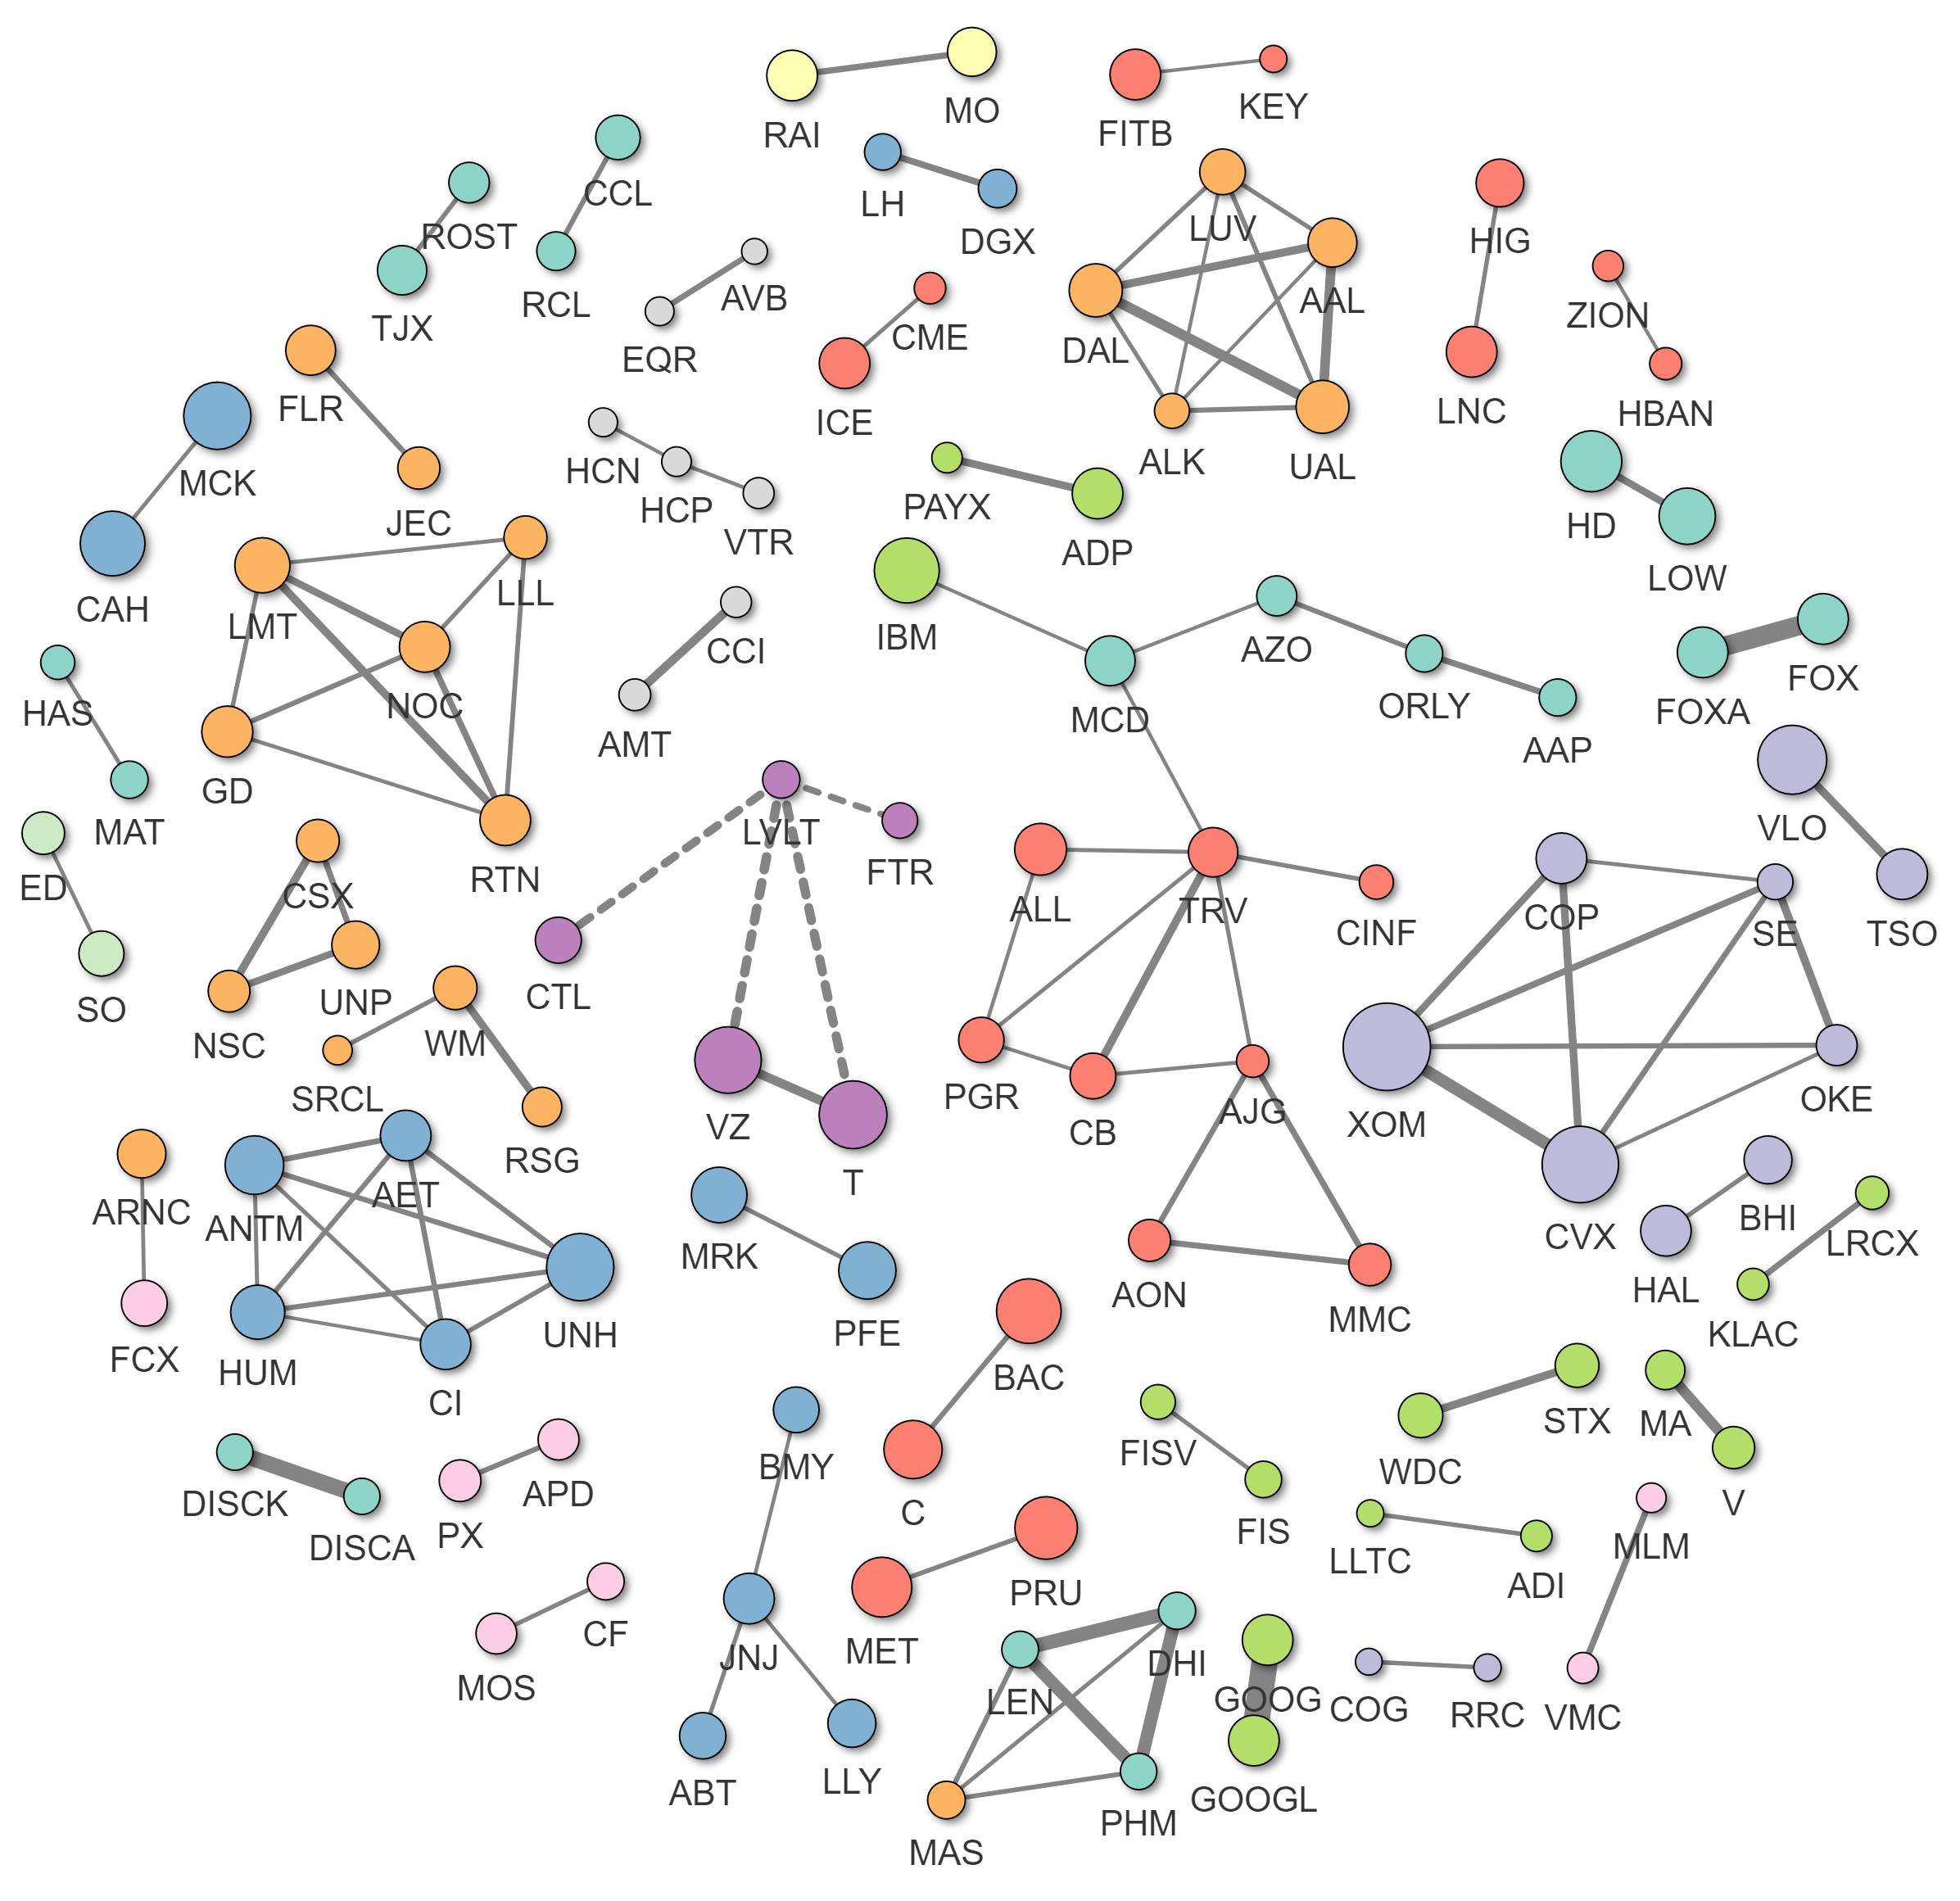 RAI
MO
FITB
KEY
CCL
ROST
LH
DGX
LUV
HIG
TJX
RCL
AVB
EQR
CME
ICE
DAL
AAL
ZION
LNC
HBAN
FLR
MCK
JEC
HCN
HCP
VTR
PAYX
ADP
ALK
UAL
HD
LOW
CAH
LMT
LLL
IBM
AZO
CCI
MCD
ORLY
AAP
FOXA
FOX
HAS
NOC
AMT
GD
MAT
RTN
LVLT
FTR
VLO
TSO
ED
SO
CSX
UNP
NSC
CTL
ALL
TRV
CINF
COP
SE
WM
SRCL
RSG
VZ
T
PGR
CB
AJG
XOM
OKE
CVX
ARNC
ANTM
AET
MRK
PFE
BHI
HAL
LRCX
KLAC
FCX
HUM
CI
UNH
AON
MMC
BAC
C
BMY
FISV
FIS
WDC
STX
MA
V
DISCK
DISCA
PX
APD
LLTC
ADI
MLM
CF
MOS
JNJ
MET
PRU
LEN
DHI
GOOG
COG
RRC
VMC
ABT
LLY
MAS
PHM
GOOGL